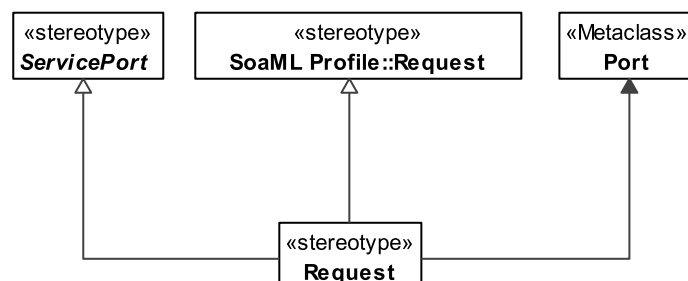 «stereotype»
ServicePort
«stereotype»
SoaML Profile::Request
«Metaclass»
Port
«stereotype»
Request